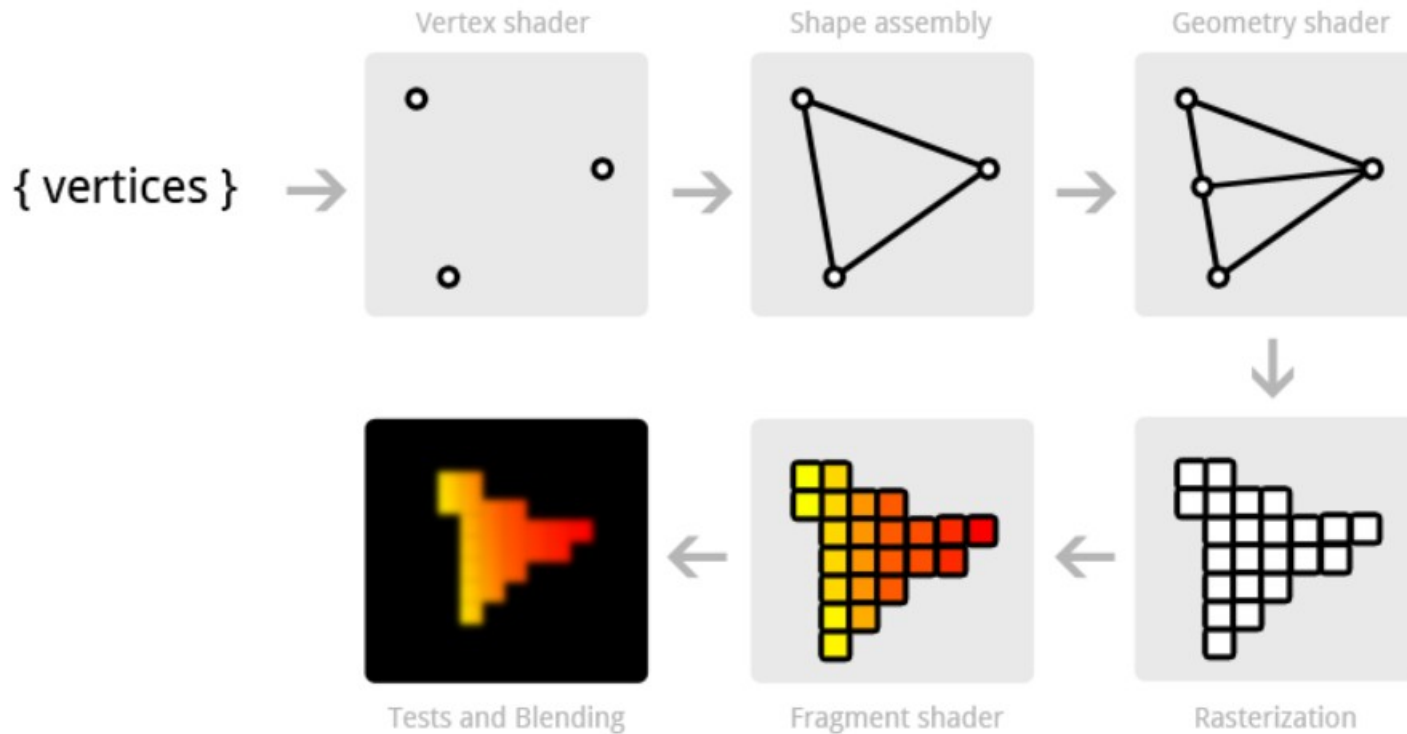 Vertex shader
Shape assembly
Geometry shader
{ vertices }
Tests and Blending
Fragment shader
Rasterization